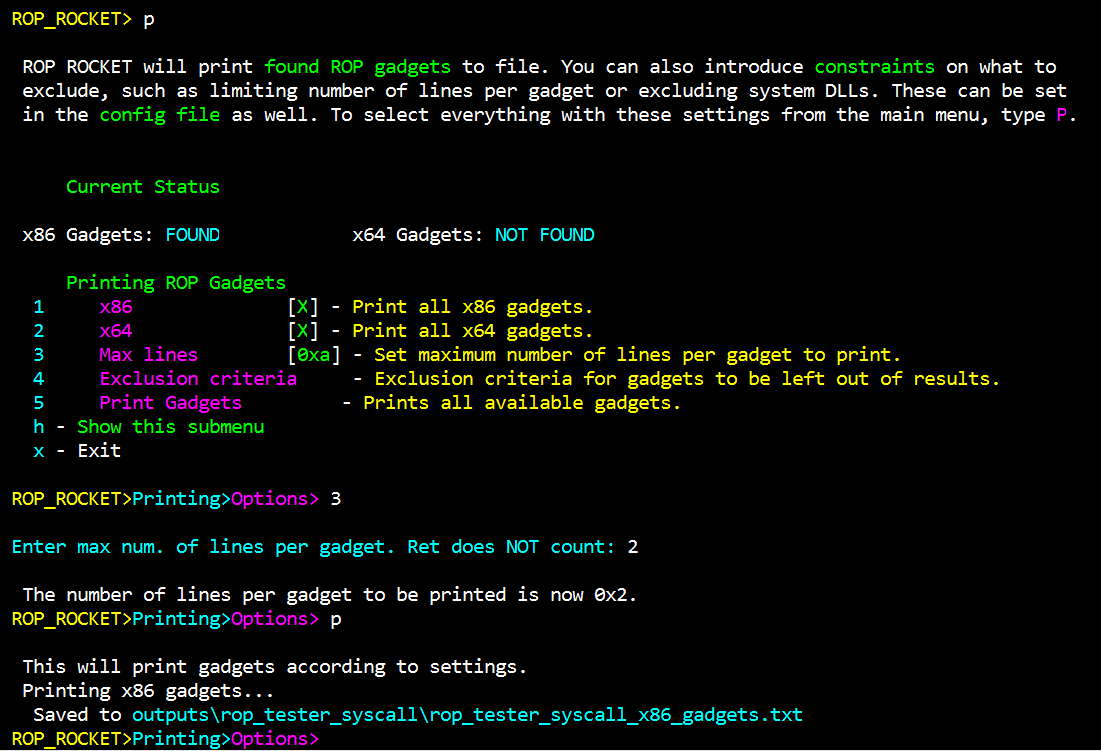 ROP_ROCKET> p
ROP ROCKET will print found ROP gadgets to file. You can also introduce constraints on what to
exclude, such as limiting number of lines per gadget or excluding system DLLs. These can be set
in the config file as well. To select everything with these settings from the main menu, type P.
Current Status
x86 Gadgets: FOUND x64 Gadgets: NOT FOUND
Printing ROP Gadgets
1 x86 [X] - Print all x86 gadgets.
2 x64 [X] - Print all x64 gadgets.
3 Max lines [0xa] - Set maximum number of lines per gadget to print.
4 Exclusion criteria - Exclusion criteria for gadgets to be left out of results.
5 Print Gadgets - Prints all available gadgets.
h - Show this submenu
x - Exit
ROP_ROCKET>Printing>Options> 3
Enter max num. of lines per gadget. Ret does NOT count: 2
The number of lines per gadget to be printed is now 0x2.
ROP_ROCKET>Printing>Options> p
This will print gadgets according to settings.
Printing x86 gadgets...
Saved to outputs\rop_tester_syscall\rop_tester_syscall_x86_gadgets.txt
ROP_ROCKET>Printing>Options>